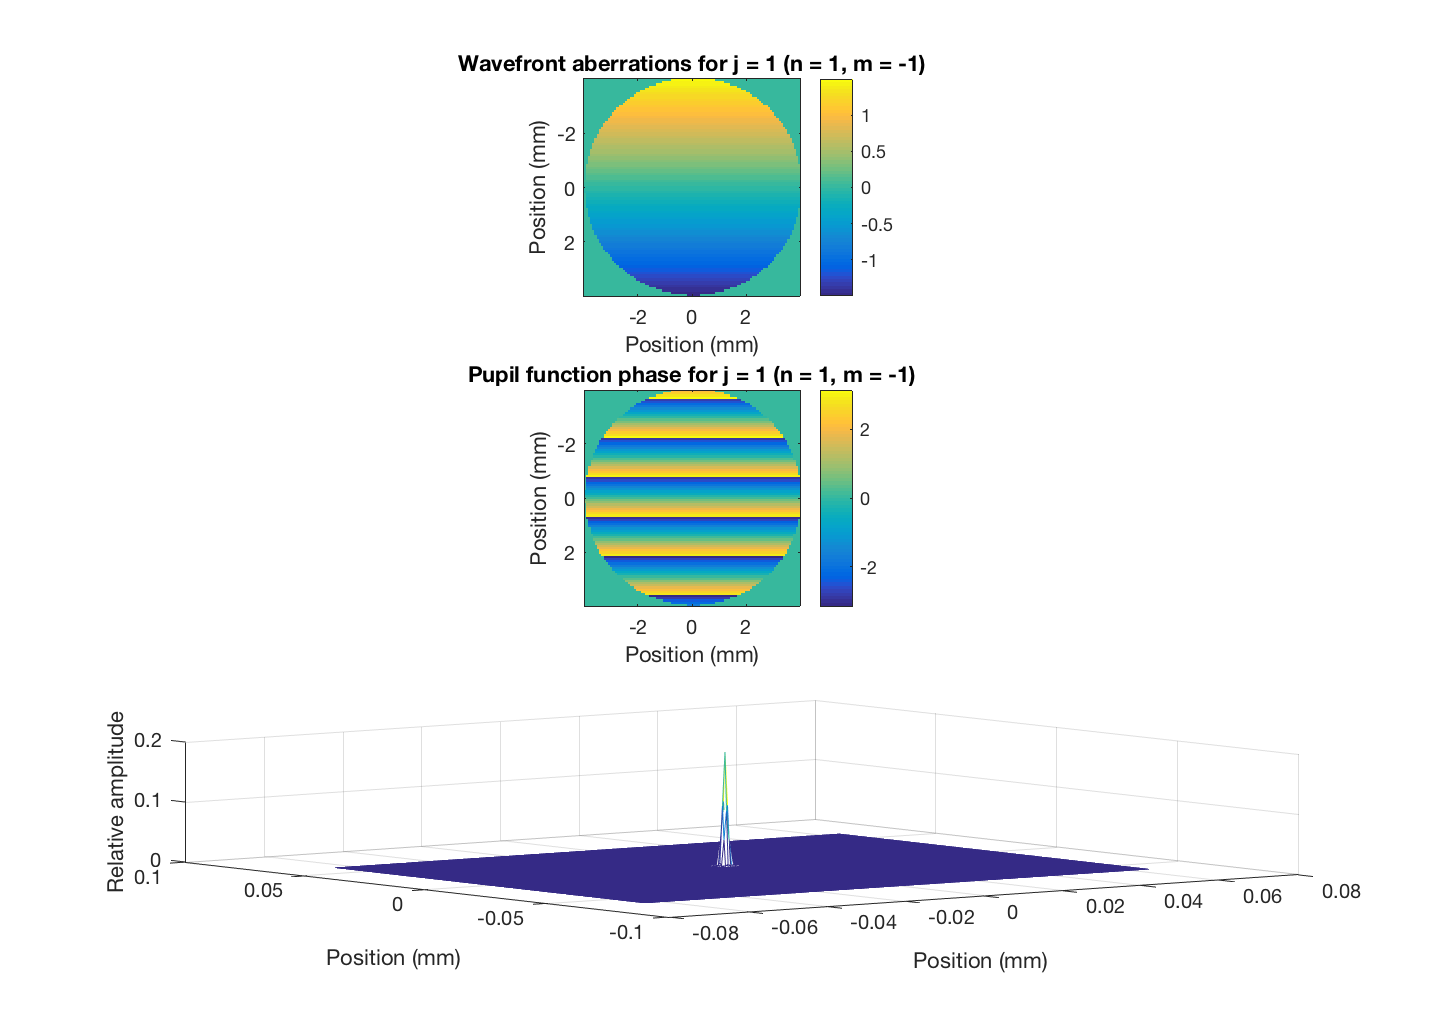 Wavefront aberrations for j = 1 (n = 1, m = -1)
Position (mm)
-2
0
2
-2 0 2
Position (mm)
1
0.5
0
-0.5
-1
Pupil function phase for j = 1 (n = 1, m = -1)
Position (mm)
-2
0
2
-2 0 2
Position (mm)
2
0
-2
Relative amplitude
0.2
0.1
0
0.1
0.05
0
-0.05
-0.1
Position (mm)
-0.08
-0.06
-0.04
-0.02
0
0.02
0.04
0.06
0.08
Position (mm)